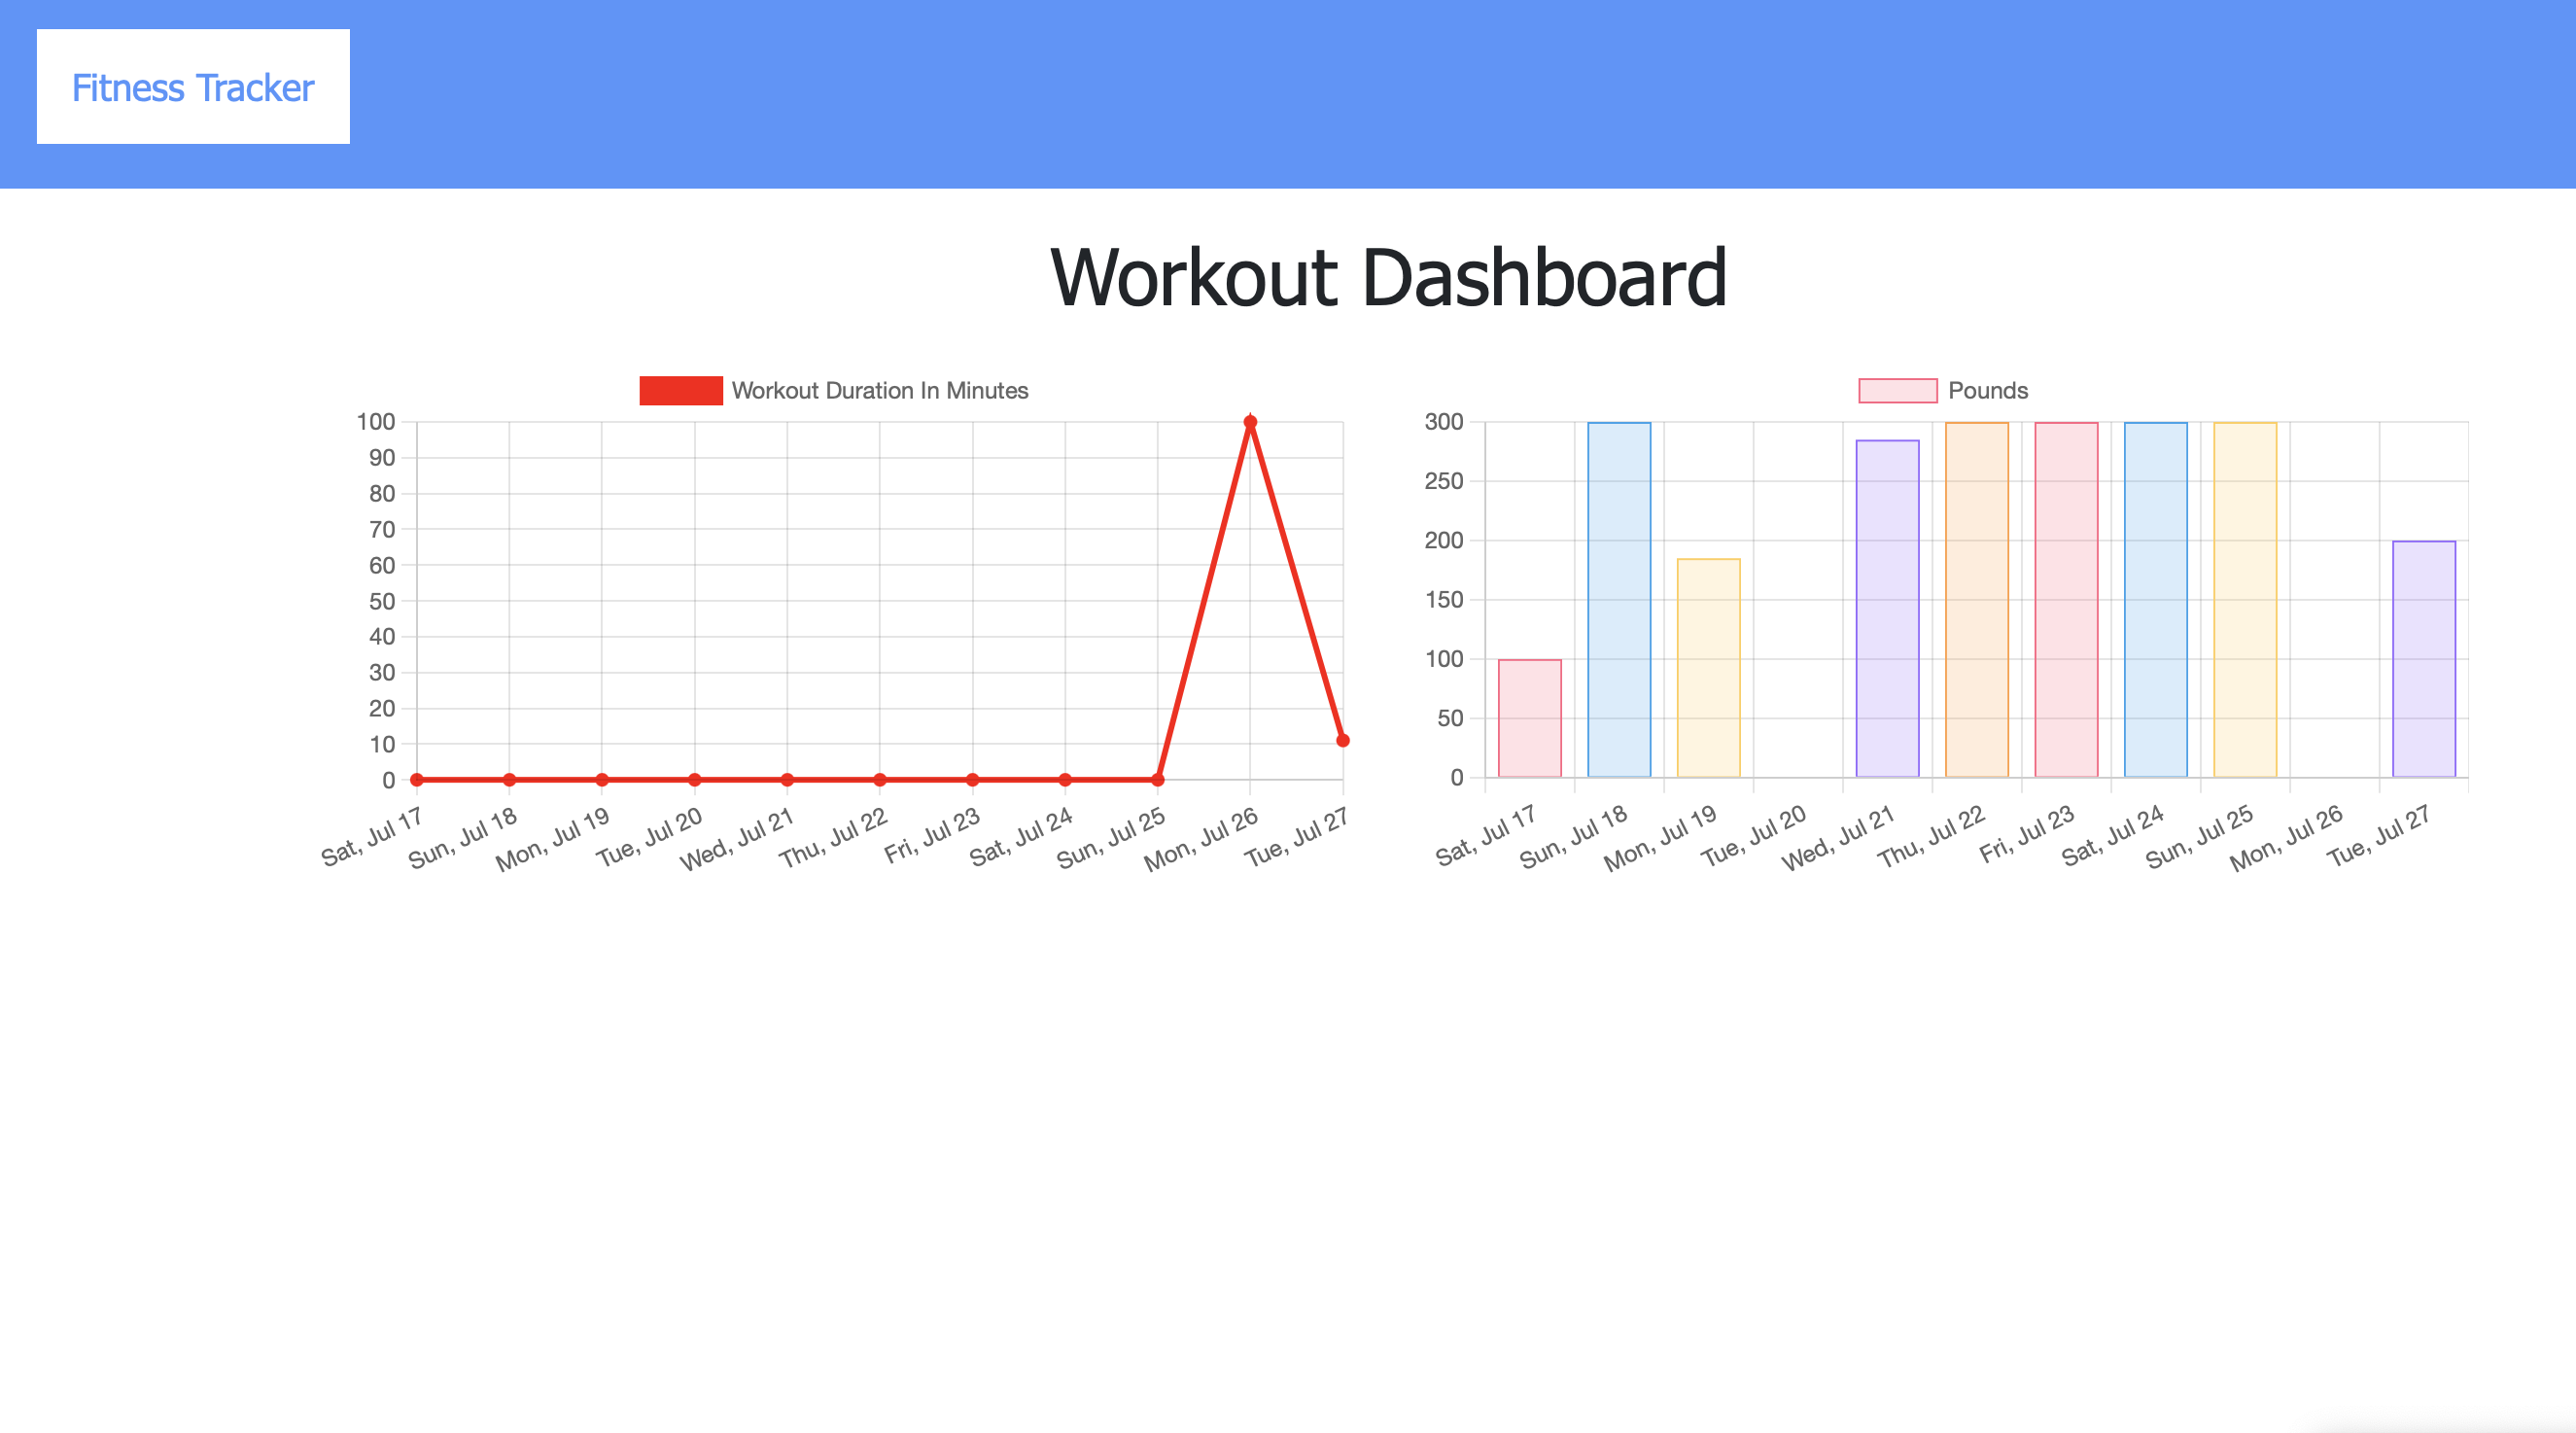 Fitness Tracker
Workout Dashboard
Workout Duration In Minutes
100
90
80
70
60
50
40
30
20
10
0
Sat, Jul 17
Sun, Jul 18
Mon, Jul 19
Tue, Jul 20
Wed, Jul 21
Thu, Jul 22
Fri, Jul 23
Sat, Jul 24
Sun, Jul 25
Mon, Jul 26
Tue, Jul 27
Pounds
300
250
200
150
100
50
0
Sat, Jul 17
Sun, Jul 18
Mon, Jul 19
Tue, Jul 20
Wed, Jul 21
Thu, Jul 22
Fri, Jul 23
Sat, Jul 24
Sun, Jul 25
Mon, Jul 26
Tue, Jul 27